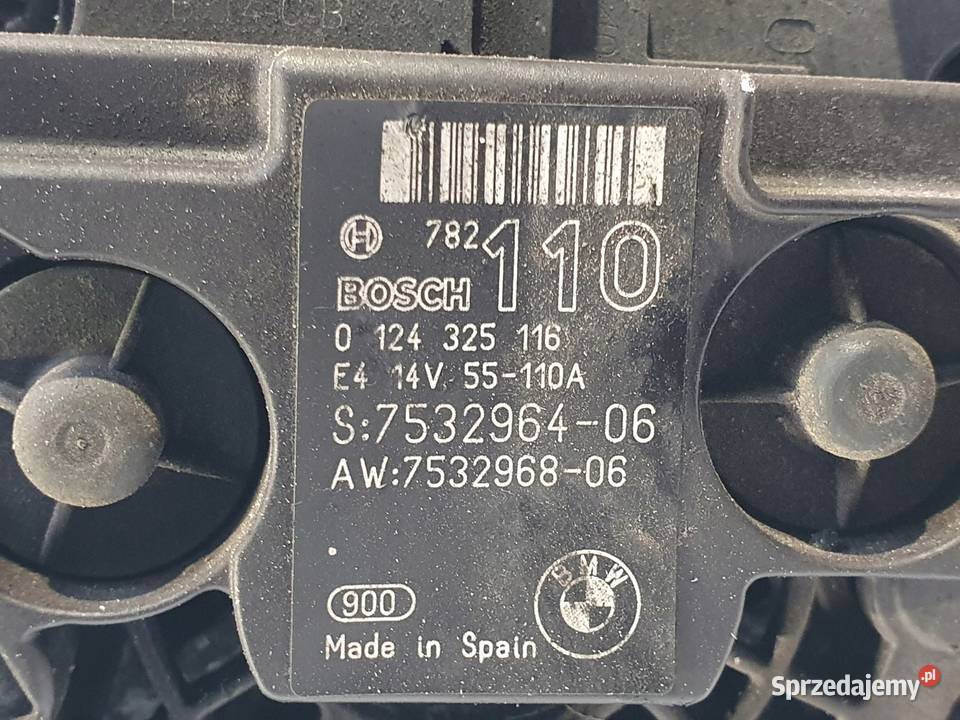 782
110
BOSCH
0 124 325 116
E4 14V 55-110A
S:7532964-06
AW:7532968-06
BMW
900
Made in Spain
Sprzedajemy.pl